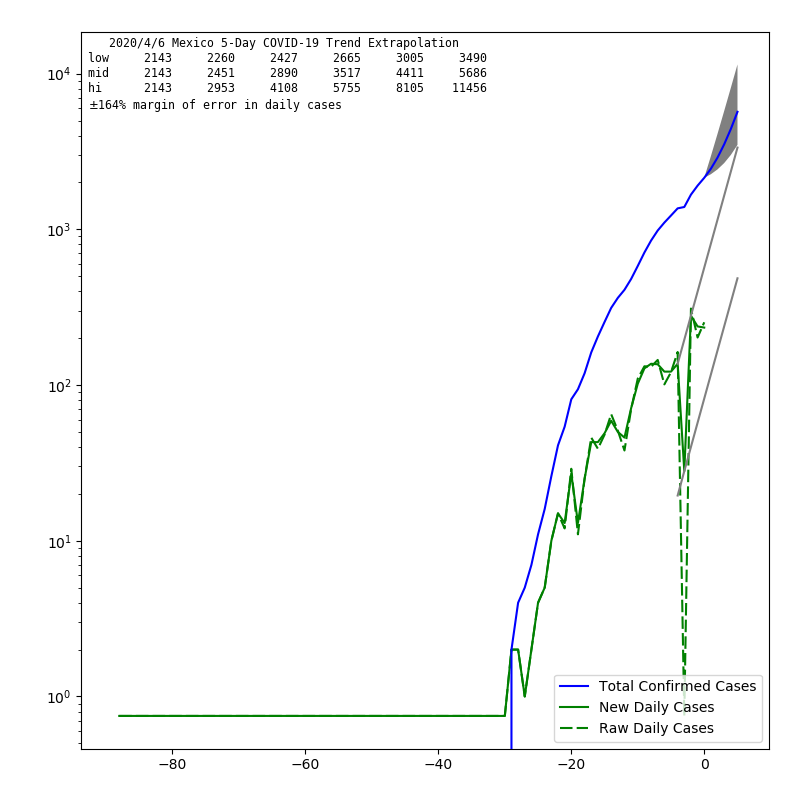 2020/4/6 Mexico 5-Day COVID-19 Trend Extrapolation
low 2143 2260 2427 2665 3005 3490
mid 2143 2451 2890 3517 4411 5686
hi 2143 2953 4108 5755 8105 11456
±164% margin of error in daily cases
10⁴
10³
10²
10¹
10⁰
Total Confirmed Cases
New Daily Cases
Raw Daily Cases
−80 −60 −40 −20 0